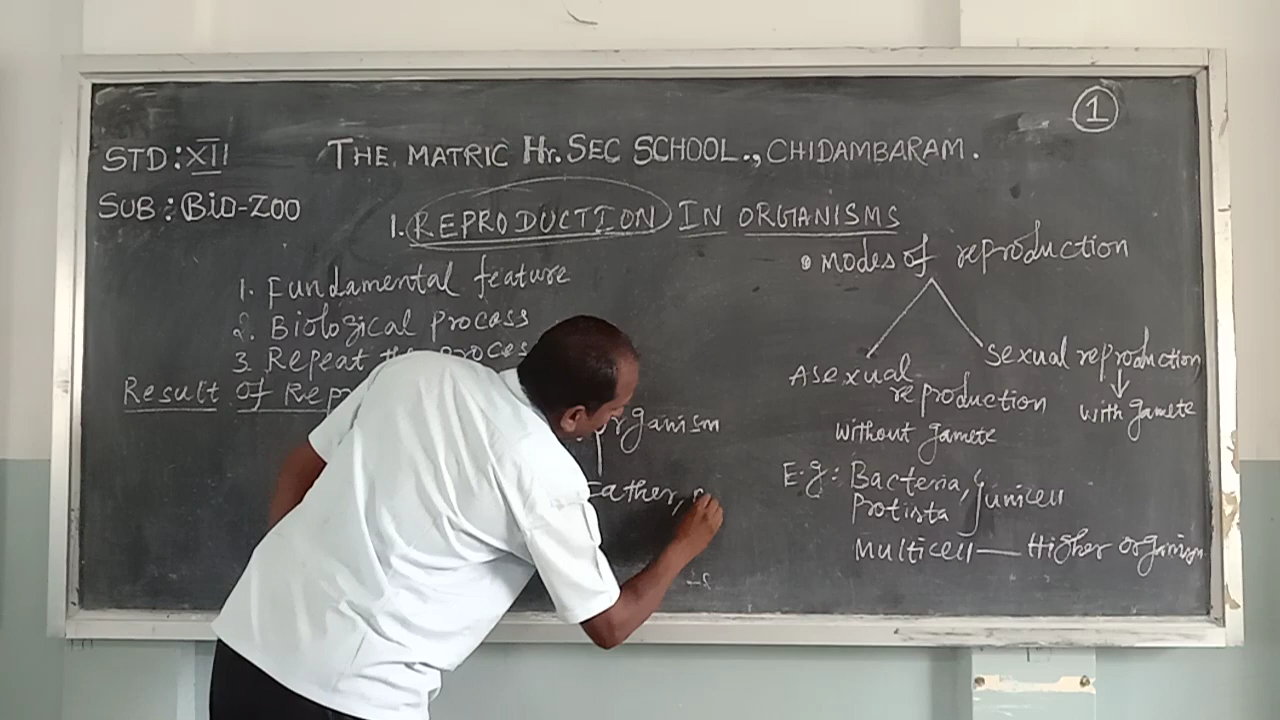 1
STD: XII
THE MATRIC Hr. SEC SCHOOL., CHIDAMBARAM.
SUB: BIO-ZOO
1. REPRODUCTION IN ORGANISMS
1. Fundamental feature
2. Biological process
3. Repeat the
Result of
organism
Father,
• Modes of reproduction
Asexual
reproduction
without gamete
Sexual reproduction
with gamete
E.g: Bacteria,
Protista
unicell
Multicell — Higher organism